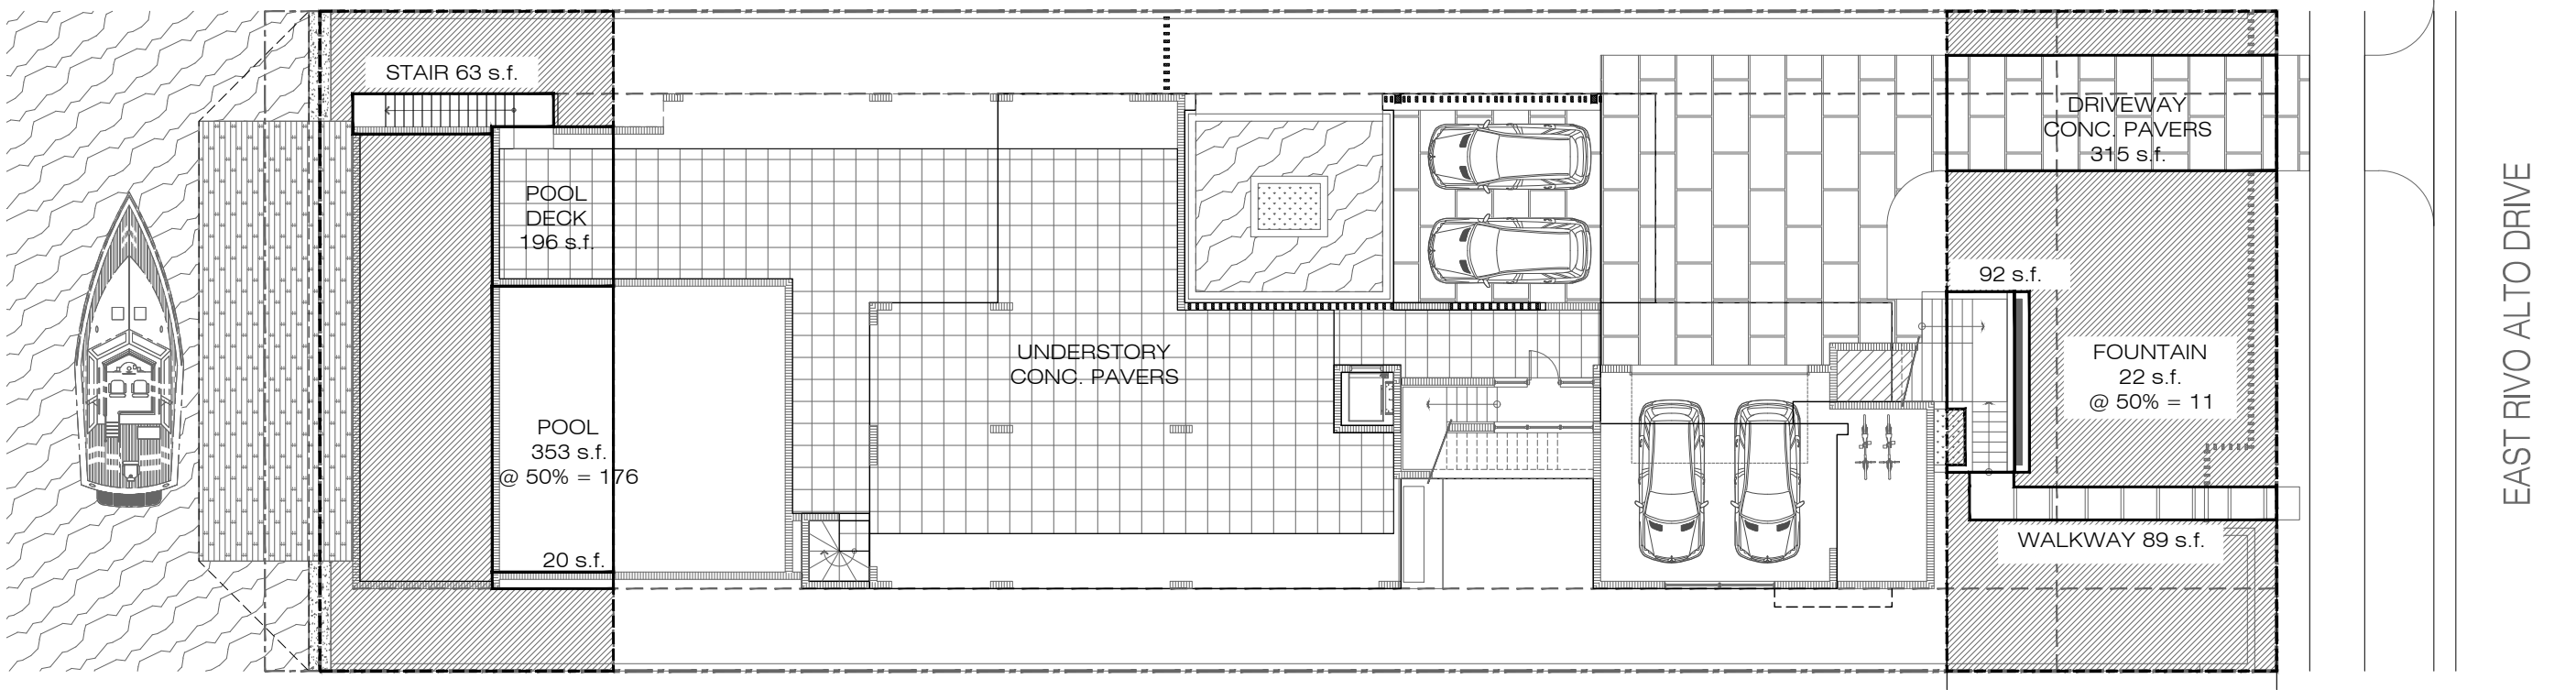 STAIR 63 s.f.
POOL
DECK
196 s.f.
POOL
353 s.f.
@ 50% = 176
20 s.f.
UNDERSTORY
CONC. PAVERS
DRIVEWAY
CONC. PAVERS
315 s.f.
92 s.f.
FOUNTAIN
22 s.f.
@ 50% = 11
WALKWAY 89 s.f.
EAST RIVO ALTO DRIVE